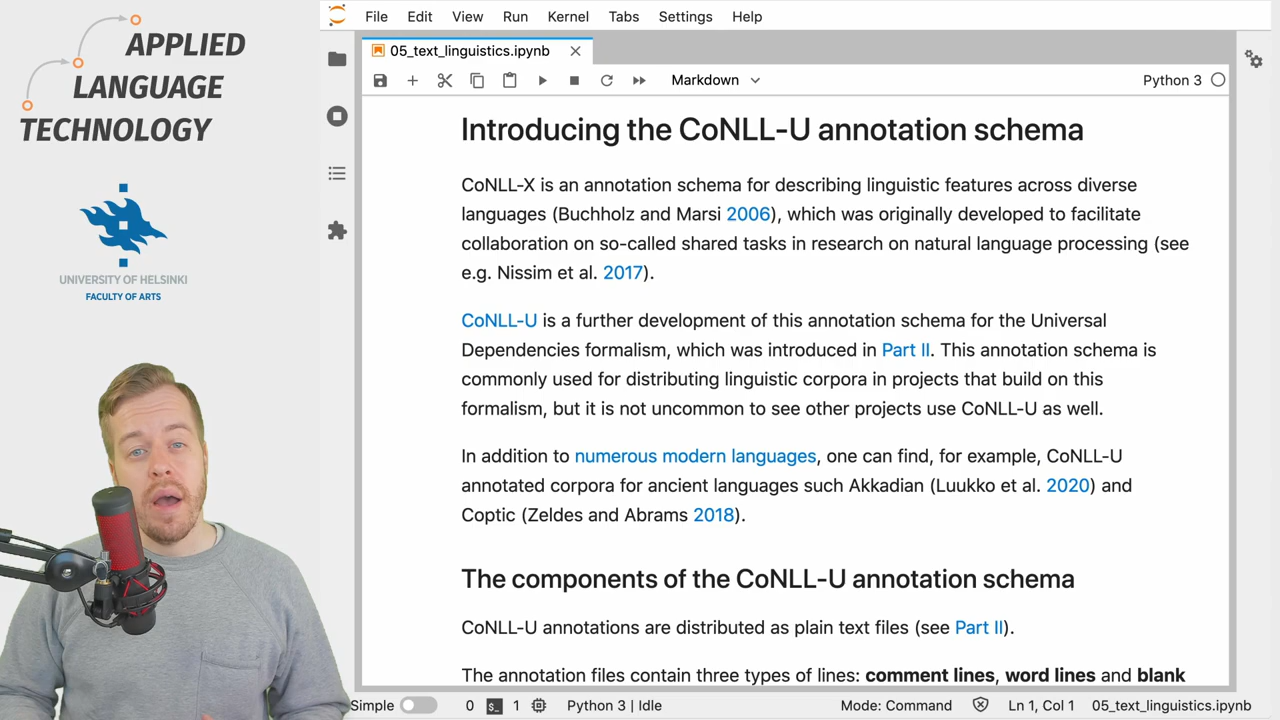 APPLIED
LANGUAGE
TECHNOLOGY
UNIVERSITY OF HELSINKI
FACULTY OF ARTS
File Edit View Run Kernel Tabs Settings Help
05_text_linguistics.ipynb
Markdown
Python 3
Introducing the CoNLL-U annotation schema
CoNLL-X is an annotation schema for describing linguistic features across diverse
languages (Buchholz and Marsi 2006), which was originally developed to facilitate
collaboration on so-called shared tasks in research on natural language processing (see
e.g. Nissim et al. 2017).
CoNLL-U is a further development of this annotation schema for the Universal
Dependencies formalism, which was introduced in Part II. This annotation schema is
commonly used for distributing linguistic corpora in projects that build on this
formalism, but it is not uncommon to see other projects use CoNLL-U as well.
In addition to numerous modern languages, one can find, for example, CoNLL-U
annotated corpora for ancient languages such Akkadian (Luukko et al. 2020) and
Coptic (Zeldes and Abrams 2018).
The components of the CoNLL-U annotation schema
CoNLL-U annotations are distributed as plain text files (see Part II).
The annotation files contain three types of lines: comment lines, word lines and blank
Simple 0 $_ 1 Python 3 | Idle Mode: Command Ln 1, Col 1 05_text_linguistics.ipynb